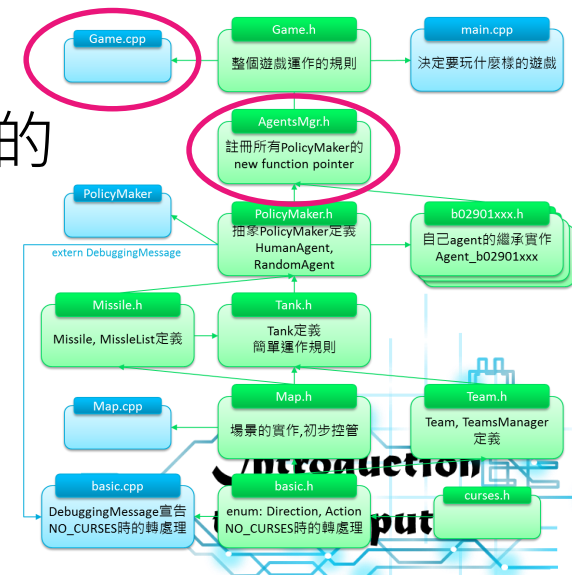 Game.cpp
Game.h
整個遊戲運作的規則
main.cpp
決定要玩什麼樣的遊戲
的
AgentsMgr.h
註冊所有PolicyMaker的
new function pointer
PolicyMaker
extern DebuggingMessage
PolicyMaker.h
抽象PolicyMaker定義
HumanAgent,
RandomAgent
b02901xxx.h
自己agent的繼承實作
Agent_b02901xxx
Missile.h
Missile, MissleList定義
Tank.h
Tank定義
簡單運作規則
Map.cpp
Map.h
場景的實作,初步控管
Team.h
Team, TeamsManager
定義
Introduction
basic.cpp
DebuggingMessage宣告
NO_CURSES時的轉處理
basic.h
enum: Direction, Action
NO_CURSES時的轉處理
curses.h